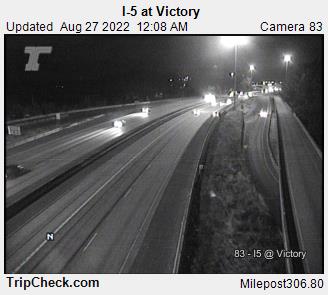 I-5 at Victory
Updated Aug 27 2022 12:08 AM Camera 83
T
N
83 - I5 @ Victory
TripCheck.com Milepost306.80